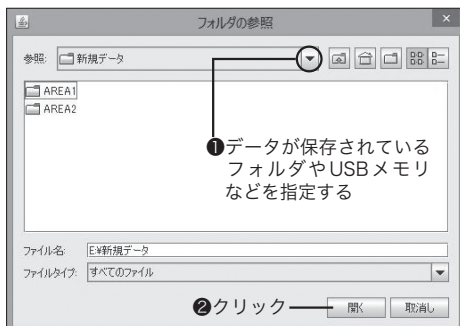 フォルダの参照
参照: 新規データ
AREA1
AREA2
❶データが保存されている
フォルダやUSBメモリ
などを指定する
ファイル名: E:¥新規データ
ファイルタイプ: すべてのファイル
❷クリック 開く 取消し